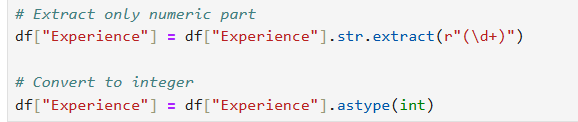 # Extract only numeric part
df["Experience"] = df["Experience"].str.extract(r"(\d+)")
# Convert to integer
df["Experience"] = df["Experience"].astype(int)